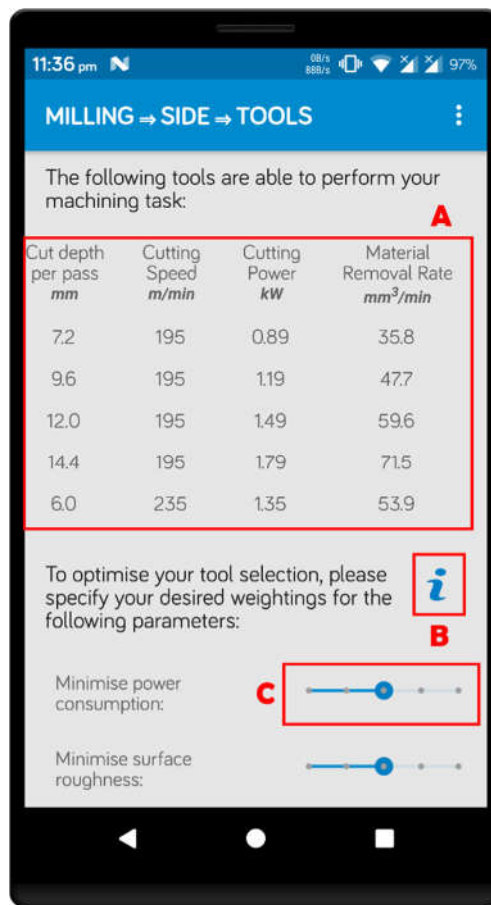 11:36 pm N 0B/s 88B/s 97%
MILLING ⇒ SIDE ⇒ TOOLS
The following tools are able to perform your
machining task:
A
Cut depth Cutting Cutting Material
per pass Speed Power Removal Rate
mm m/min kW mm³/min
7.2 195 0.89 35.8
9.6 195 1.19 47.7
12.0 195 1.49 59.6
14.4 195 1.79 71.5
6.0 235 1.35 53.9
To optimise your tool selection, please
specify your desired weightings for the
following parameters:
i
B
Minimise power
consumption:
C
Minimise surface
roughness: